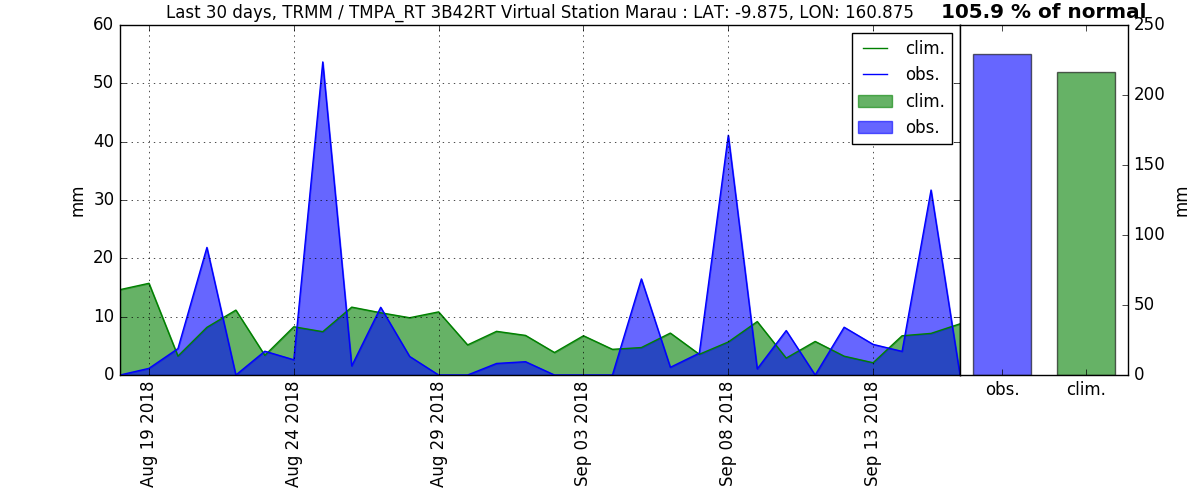 Last 30 days, TRMM / TMPA_RT 3B42RT Virtual Station Marau : LAT: -9.875, LON: 160.875
105.9 % of normal
60
50
40
30
20
10
0
mm
clim.
obs.
clim.
obs.
250
200
150
100
50
0
mm
obs.
clim.
Aug 19 2018
Aug 24 2018
Aug 29 2018
Sep 03 2018
Sep 08 2018
Sep 13 2018